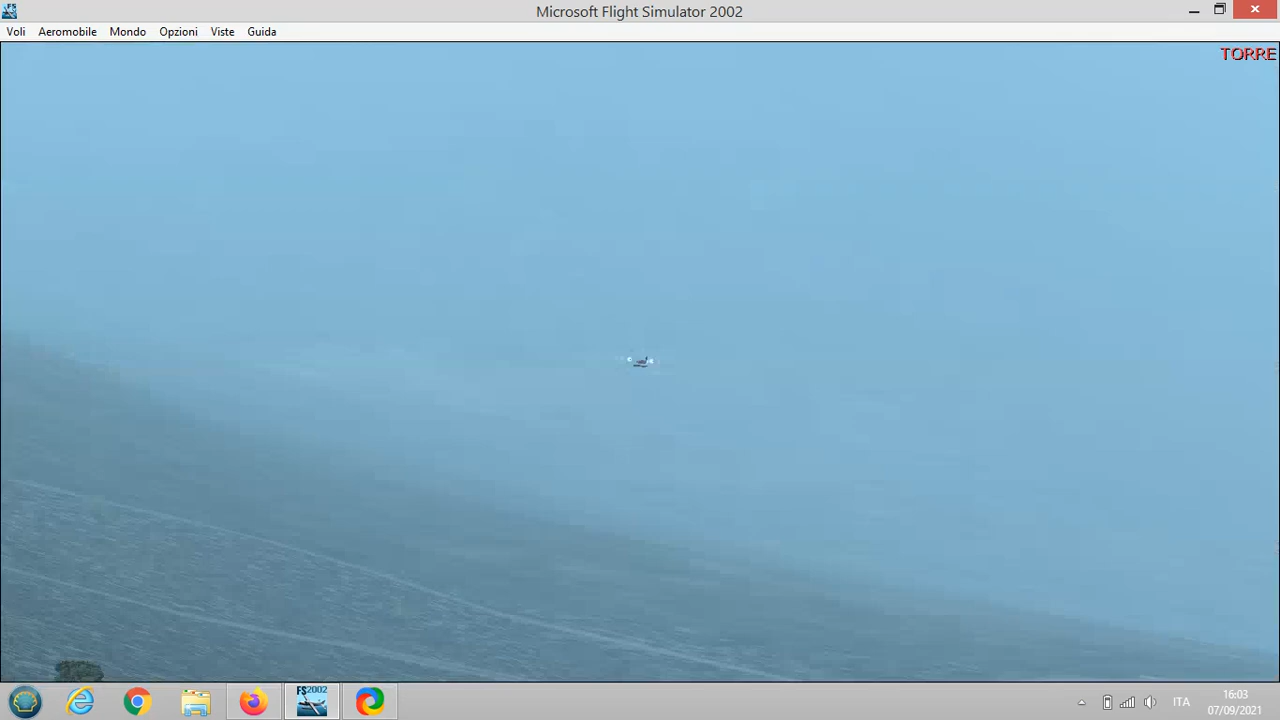 Microsoft Flight Simulator 2002
Voli Aeromobile Mondo Opzioni Viste Guida
TORRE
FS2002
ITA
16:03
07/09/2021